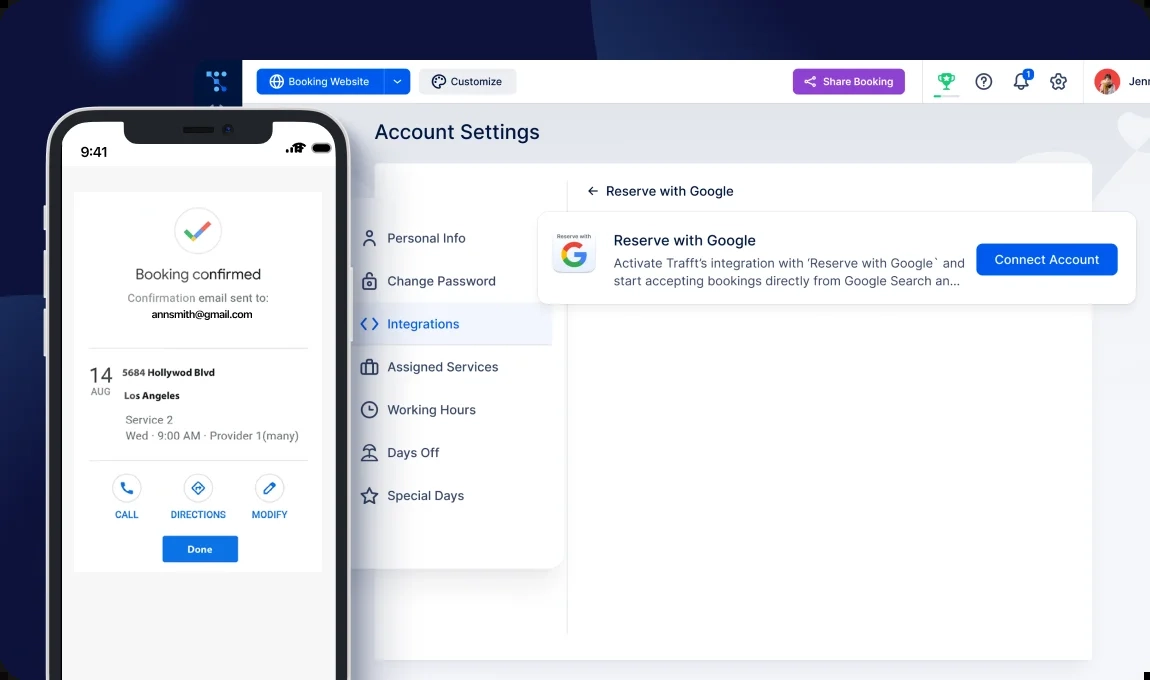 Booking Website
Customize
Share Booking
1
Jenn
Account Settings
9:41
Booking confirmed
Confirmation email sent to:
annsmith@gmail.com
14
AUG
5684 Hollywod Blvd
Los Angeles
Service 2
Wed · 9:00 AM · Provider 1(many)
CALL
DIRECTIONS
MODIFY
Done
Personal Info
Change Password
Integrations
Assigned Services
Working Hours
Days Off
Special Days
← Reserve with Google
Reserve with
Reserve with Google
Activate Trafft's integration with ‘Reserve with Google` and
start accepting bookings directly from Google Search an...
Connect Account